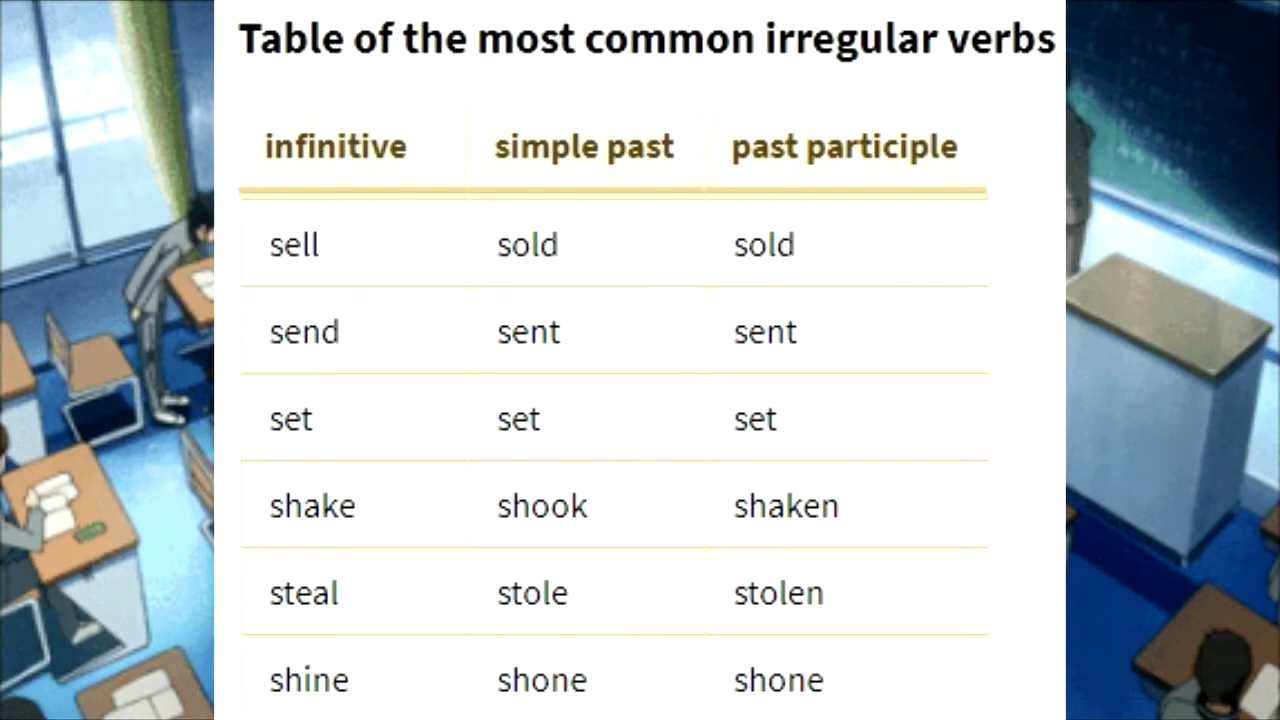 Table of the most common irregular verbs
infinitive simple past past participle
sell sold sold
send sent sent
set set set
shake shook shaken
steal stole stolen
shine shone shone